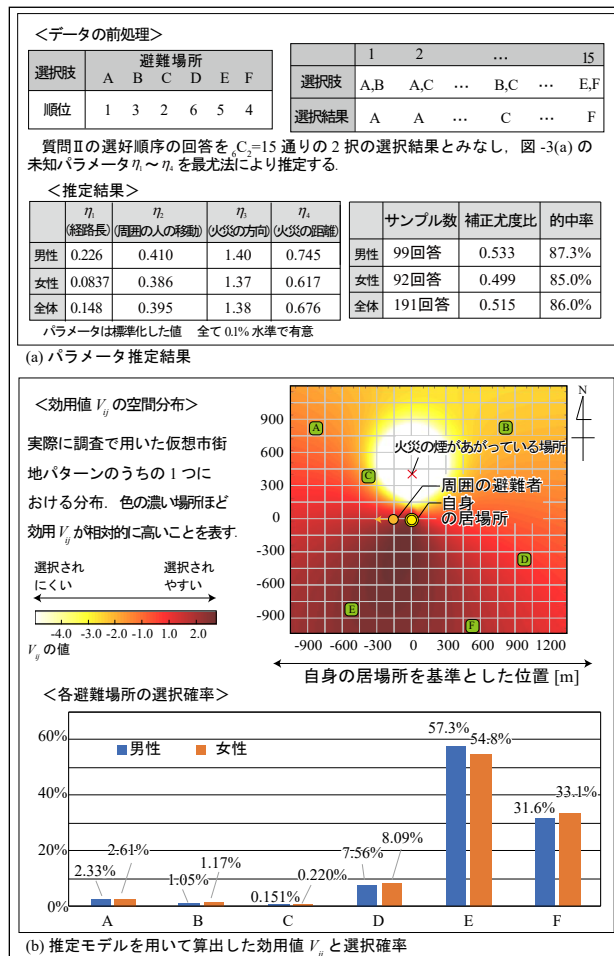 ＜データの前処理＞
選択肢 避難場所
A B C D E F
順位 1 3 2 6 5 4
1 2 … 15
選択肢 A,B A,C … B,C … E,F
選択結果 A A … C … F
質問Ⅱの選好順序の回答を₆C₂=15 通りの 2 択の選択結果とみなし，図 -3(a) の
未知パラメータη₁～η₄を最尤法により推定する.
＜推定結果＞
η₁ η₂ η₃ η₄
(経路長) (周囲の人の移動) (火災の方向) (火災の距離)
男性 0.226 0.410 1.40 0.745
女性 0.0837 0.386 1.37 0.617
全体 0.148 0.395 1.38 0.676
サンプル数 補正尤度比 的中率
男性 99回答 0.533 87.3%
女性 92回答 0.499 85.0%
全体 191回答 0.515 86.0%
パラメータは標準化した値 全て 0.1% 水準で有意
(a) パラメータ推定結果
＜効用値 Vij の空間分布＞
実際に調査で用いた仮想市街
地パターンのうちの 1 つに
おける分布．色の濃い場所ほど
効用 Vij が相対的に高いことを表す.
選択され 選択され
にくい やすい
-4.0 -3.0 -1.0 0 1.0 2.0
Vij の値
N
900
600
300
0
-300
-600
-900
A
B
火災の煙があがっている場所
C
周囲の避難者
自身
の居場所
D
E
F
-900 -600 -300 0 300 600 900 1200
自身の居場所を基準とした位置 [m]
＜各避難場所の選択確率＞
60%
40%
20%
0%
男性 女性
2.33% 2.61%
1.05% 1.17%
0.151% 0.220%
7.56% 8.09%
57.3% 54.8%
31.6% 33.1%
A B C D E F
(b) 推定モデルを用いて算出した効用値 Vij と選択確率